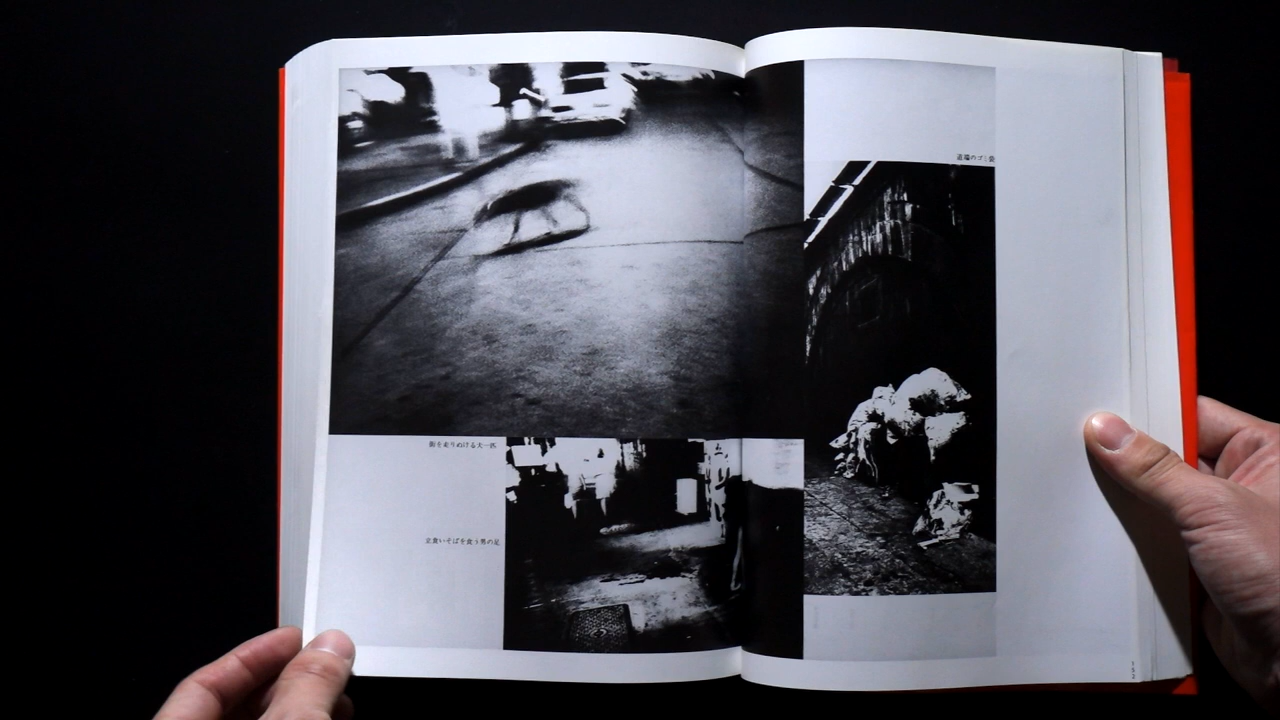 道端のゴミ袋
街を走りぬける犬一匹
立食いそばを食う男の足